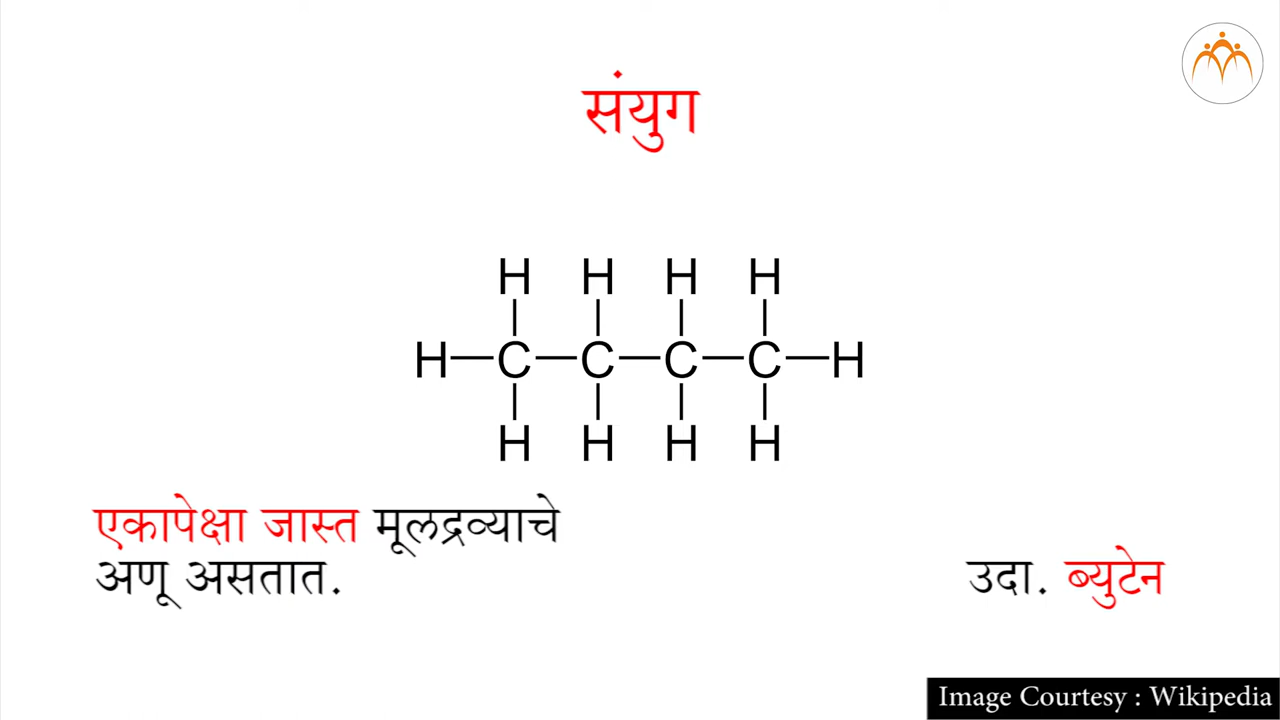 संयुग
H H H H
H C C C C H
H H H H
एकापेक्षा जास्त मूलद्रव्याचे
अणू असतात.
उदा. ब्युटेन
Image Courtesy : Wikipedia